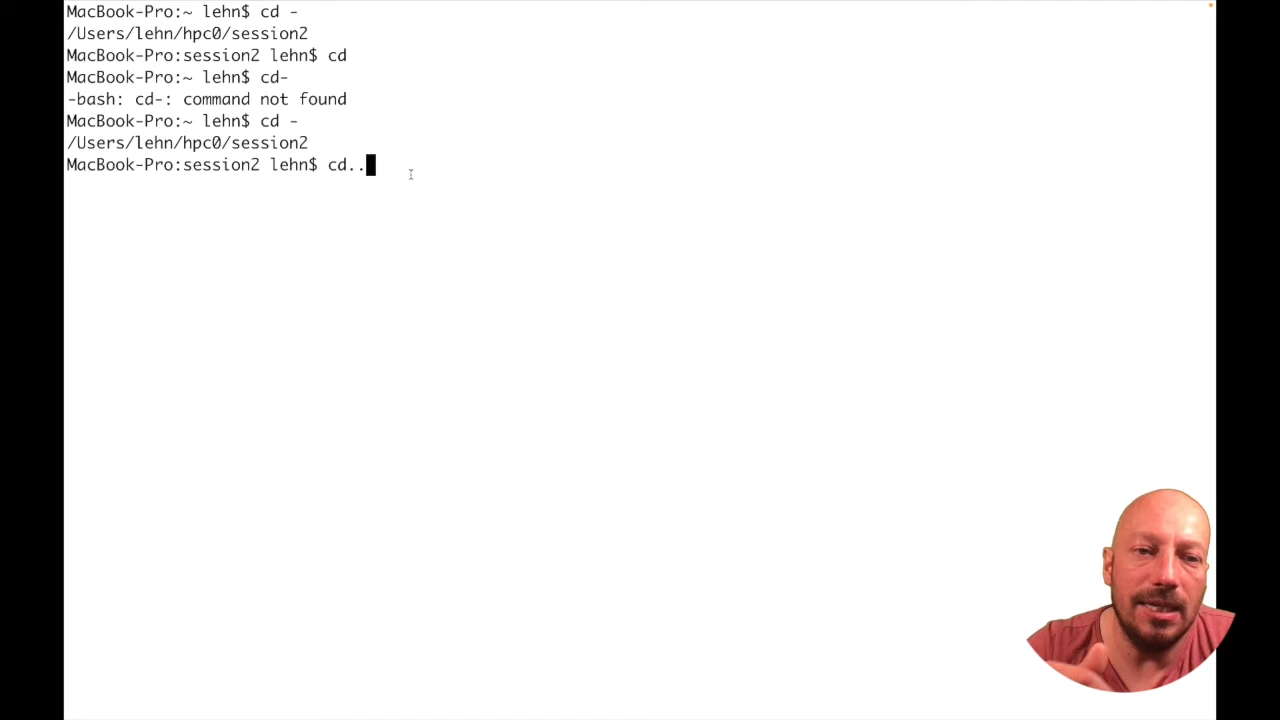 MacBook-Pro:~ lehn$ cd -
/Users/lehn/hpc0/session2
MacBook-Pro:session2 lehn$ cd
MacBook-Pro:~ lehn$ cd-
-bash: cd-: command not found
MacBook-Pro:~ lehn$ cd -
/Users/lehn/hpc0/session2
MacBook-Pro:session2 lehn$ cd..